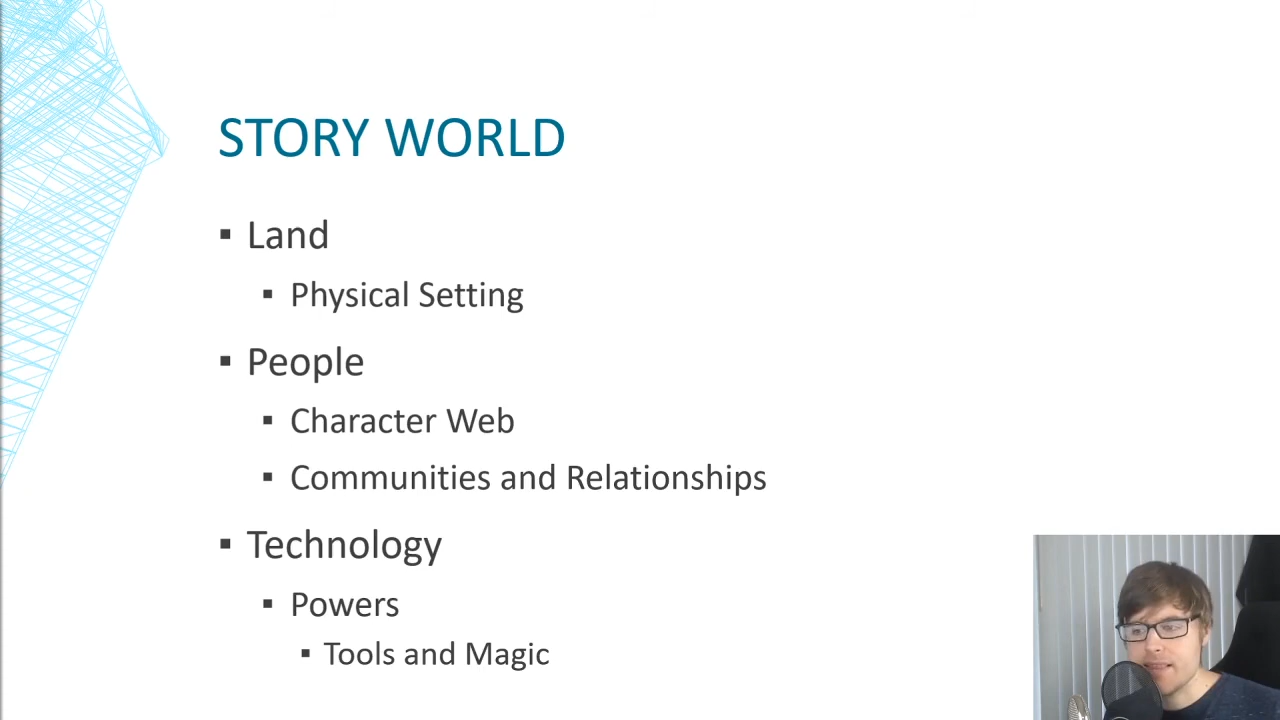 STORY WORLD
▪ Land
▪ Physical Setting
▪ People
▪ Character Web
▪ Communities and Relationships
▪ Technology
▪ Powers
▪ Tools and Magic